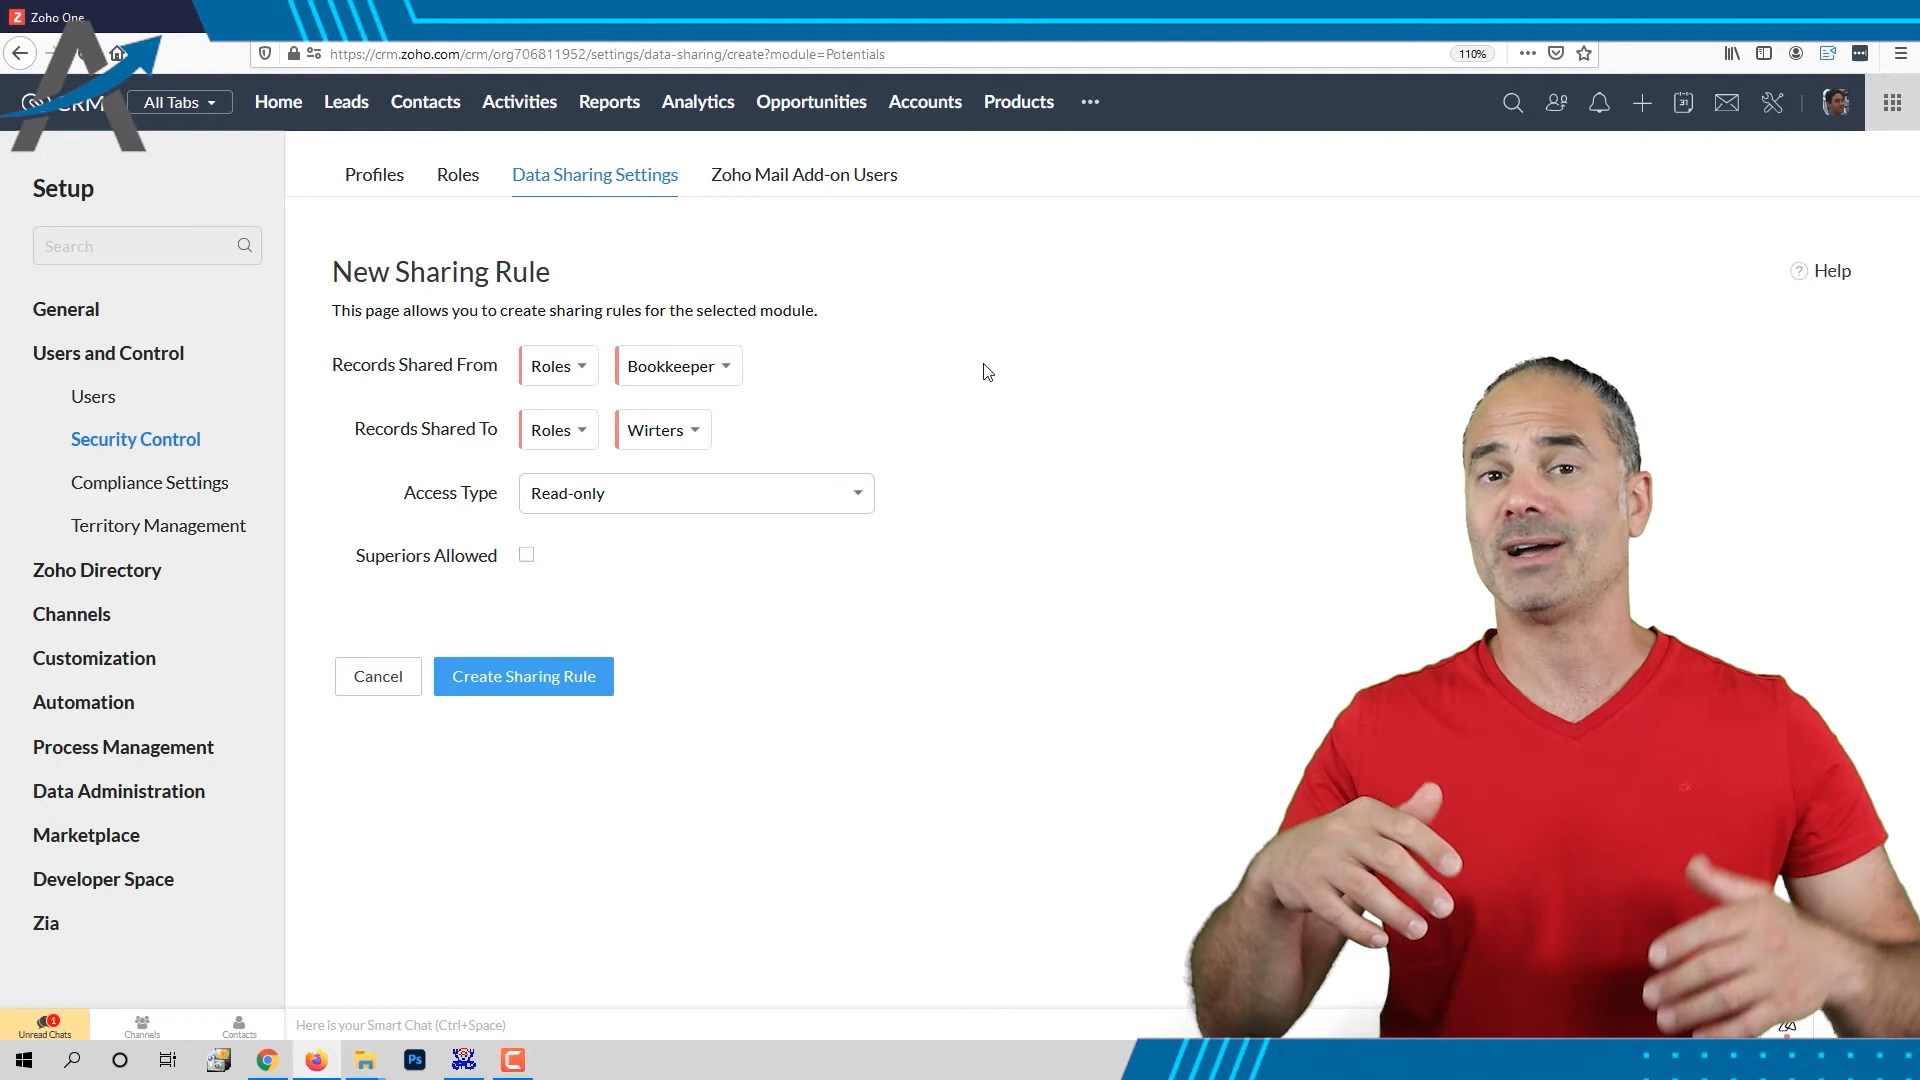 Zoho One
https://crm.zoho.com/crm/org706811952/settings/data-sharing/create?module=Potentials
110%
CRM
All Tabs
Home
Leads
Contacts
Activities
Reports
Analytics
Opportunities
Accounts
Products
31
Setup
Search
General
Users and Control
Users
Security Control
Compliance Settings
Territory Management
Zoho Directory
Channels
Customization
Automation
Process Management
Data Administration
Marketplace
Developer Space
Zia
Profiles
Roles
Data Sharing Settings
Zoho Mail Add-on Users
New Sharing Rule
? Help
This page allows you to create sharing rules for the selected module.
Records Shared From Roles Bookkeeper
Records Shared To Roles Wirters
Access Type Read-only
Superiors Allowed
Cancel
Create Sharing Rule
ck
1
Unread Chats
Channels
Contacts
Here is your Smart Chat (Ctrl+Space)
Ps